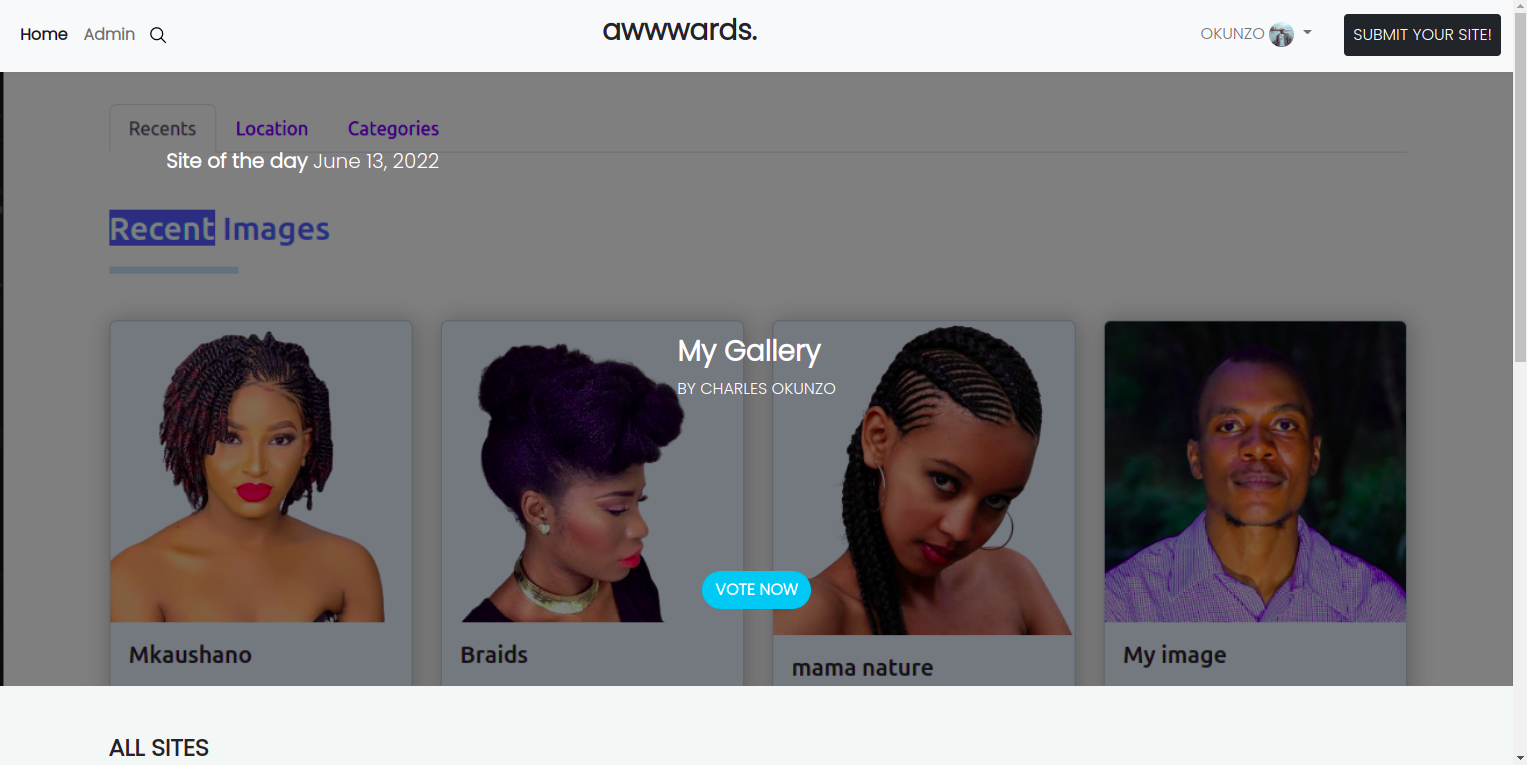 Home Admin awwwards. OKUNZO SUBMIT YOUR SITE!
Recents Location Categories
Site of the day June 13, 2022
Recent Images
My Gallery
BY CHARLES OKUNZO
VOTE NOW
Mkaushano Braids mama nature My image
ALL SITES